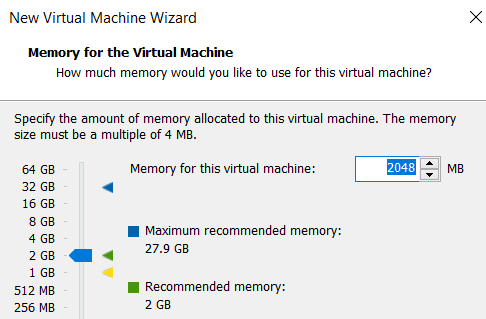 New Virtual Machine Wizard
Memory for the Virtual Machine
How much memory would you like to use for this virtual machine?
Specify the amount of memory allocated to this virtual machine. The memory
size must be a multiple of 4 MB.
64 GB
32 GB
16 GB
8 GB
4 GB
2 GB
1 GB
512 MB
256 MB
Memory for this virtual machine: 2048 MB
Maximum recommended memory:
27.9 GB
Recommended memory:
2 GB